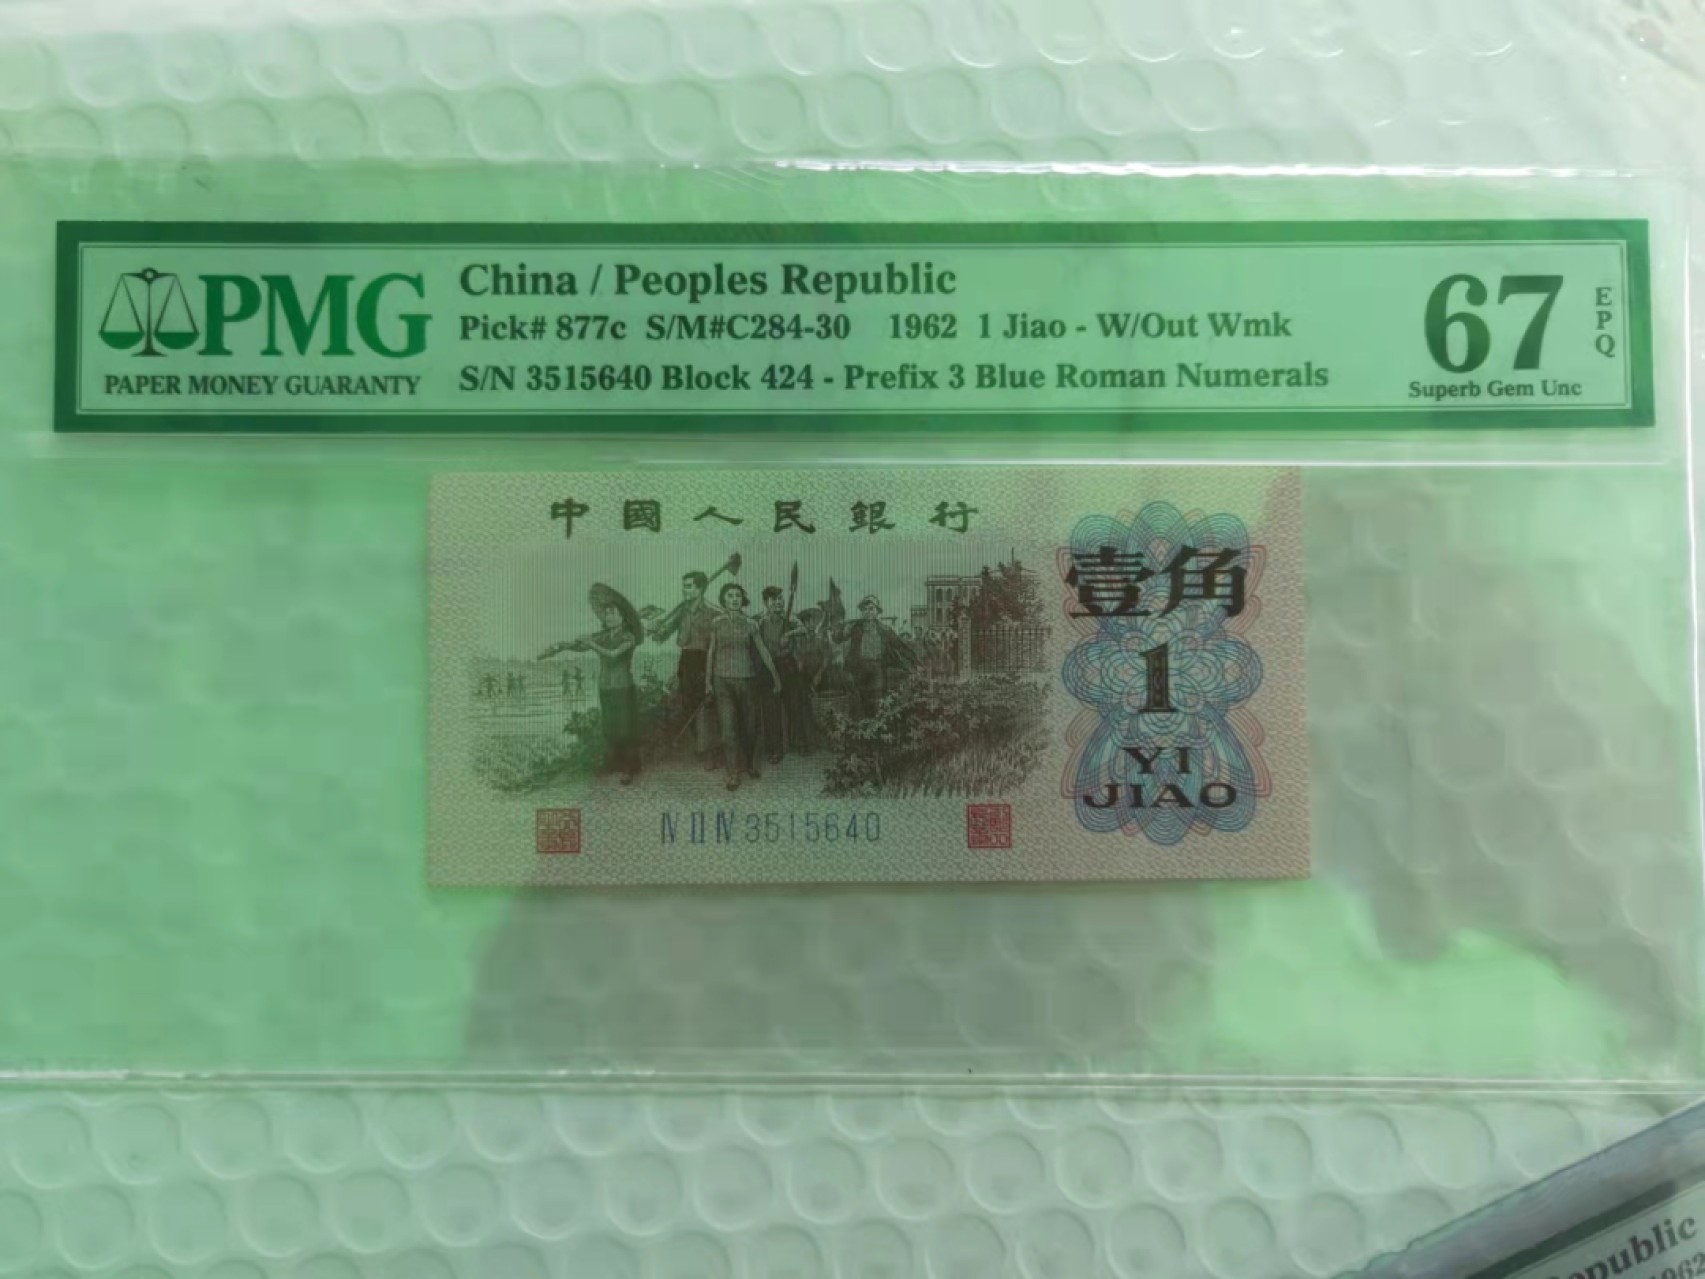 PMG
PAPER MONEY GUARANTY
China / Peoples Republic
Pick# 877c S/M#C284-30 1962 1 Jiao - W/Out Wmk
S/N 3515640 Block 424 - Prefix 3 Blue Roman Numerals
67
EPQ
Superb Gem Unc
中國人民銀行
壹角
1
YI
JIAO
Ⅳ Ⅱ Ⅳ 3515640
public